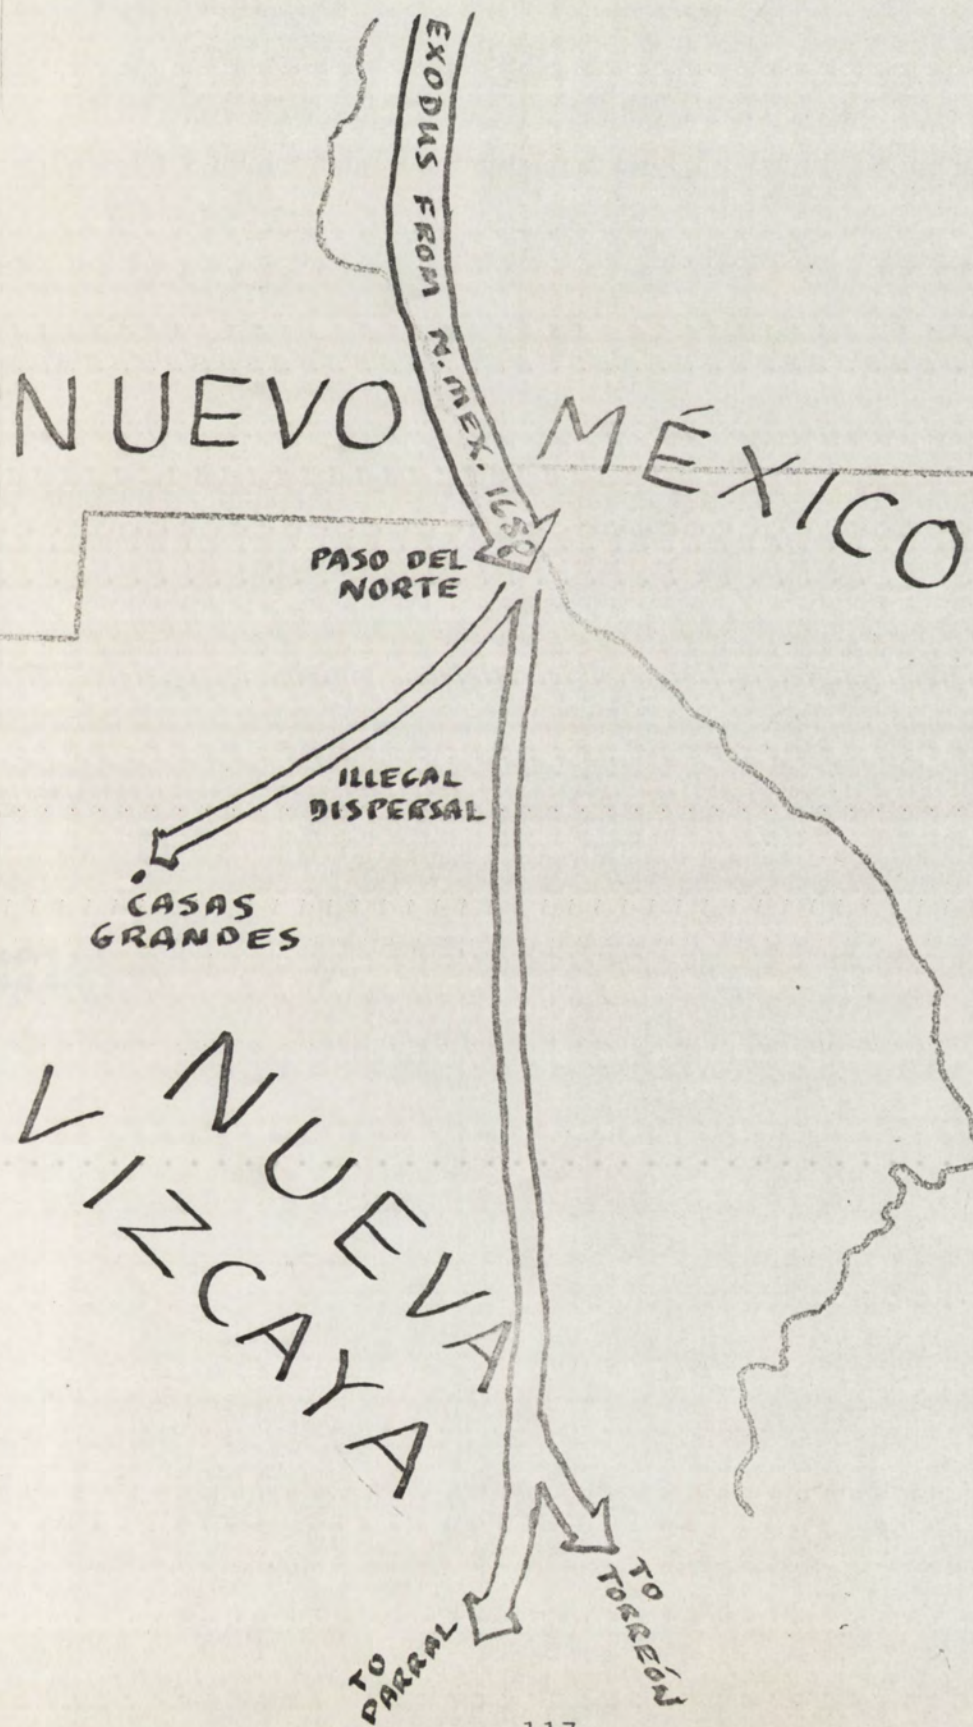 EXODUS FROM N. MEX. 1680
NUEVO MÉXICO
PASO DEL
NORTE
ILLEGAL
DISPERSAL
CASAS
GRANDES
NUEVA
VIZCAYA
TO
TORREÓN
TO
PARRAL
117